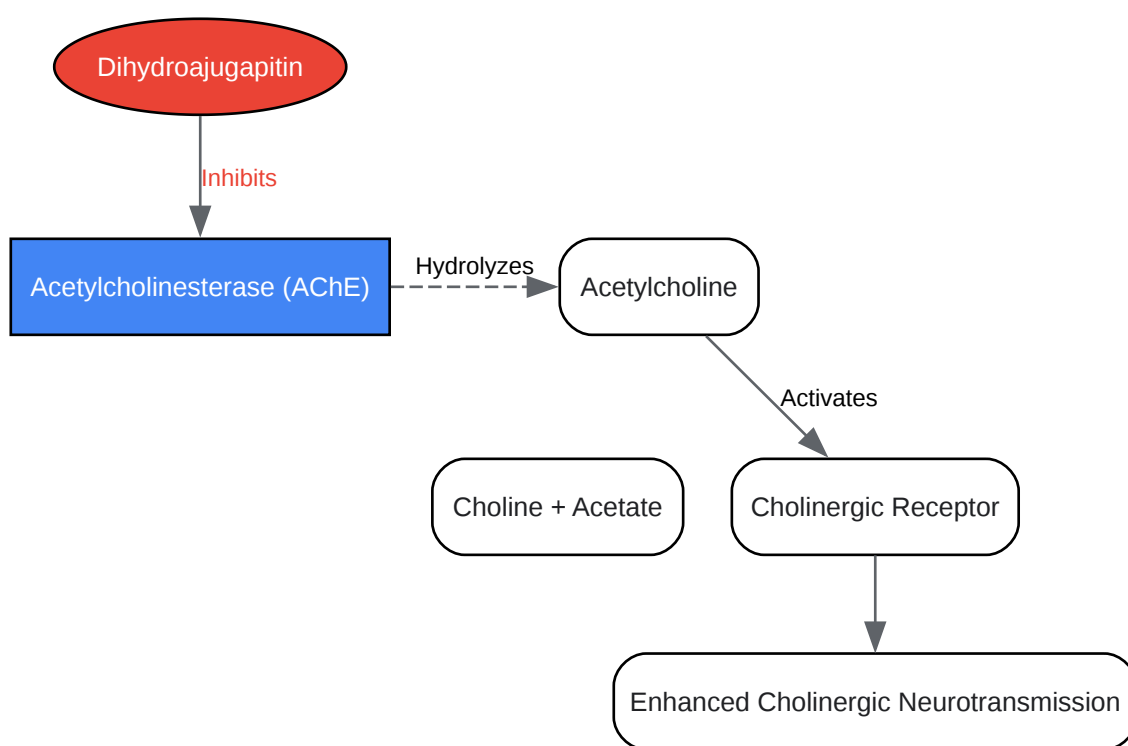 Dihydroajugapitin
Inhibits
Acetylcholinesterase (AChE)
Hydrolyzes
Acetylcholine
Activates
Choline + Acetate
Cholinergic Receptor
Enhanced Cholinergic Neurotransmission